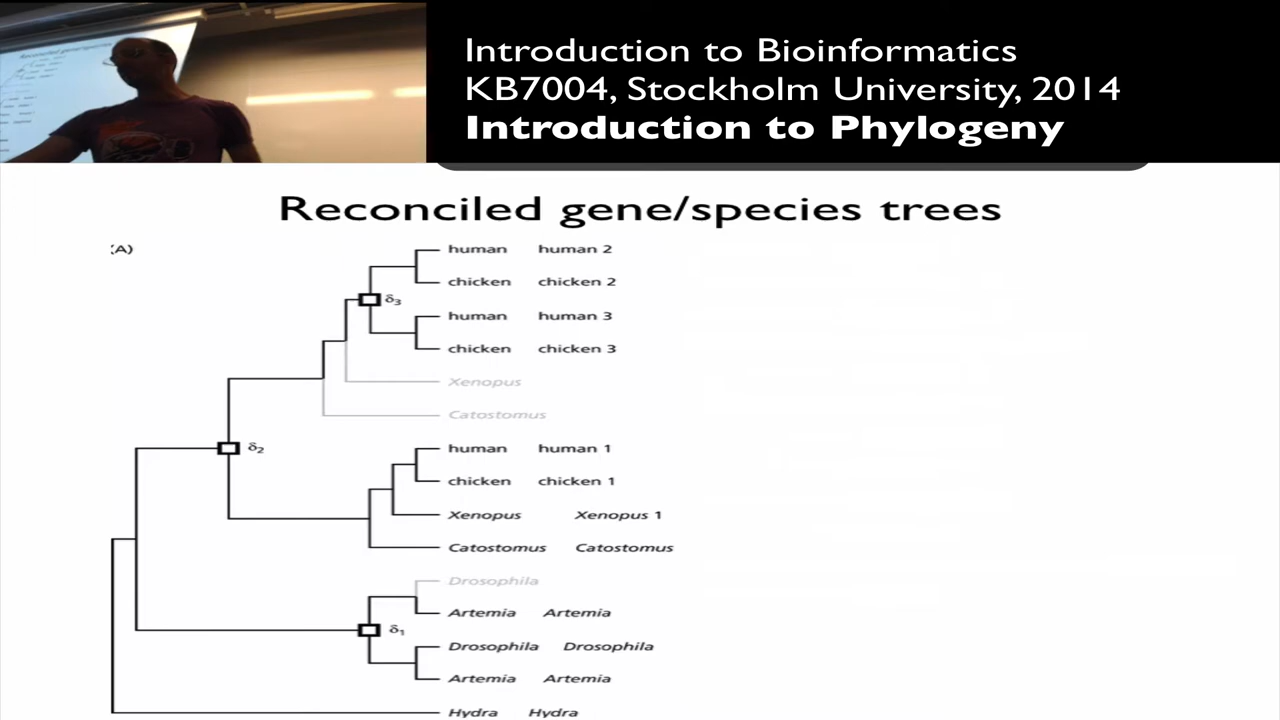 Introduction to Bioinformatics
KB7004, Stockholm University, 2014
Introduction to Phylogeny
Reconciled gene/species trees
(A)
human human 2
chicken chicken 2
δ3
human human 3
chicken chicken 3
Xenopus
Catostomus
δ2
human human 1
chicken chicken 1
Xenopus Xenopus 1
Catostomus Catostomus
Drosophila
Artemia Artemia
δ1
Drosophila Drosophila
Artemia Artemia
Hydra Hydra